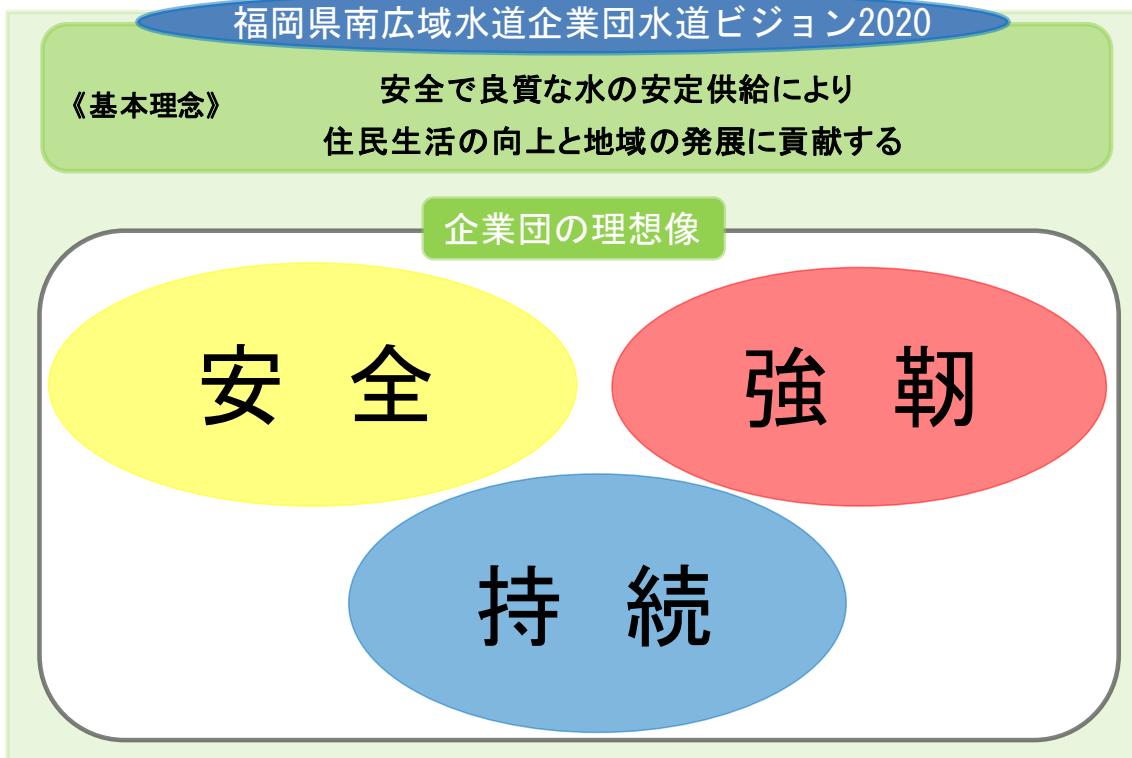 福岡県南広域水道企業団水道ビジョン2020
《基本理念》
安全で良質な水の安定供給により
住民生活の向上と地域の発展に貢献する
企業団の理想像
安　全
強　靭
持　続